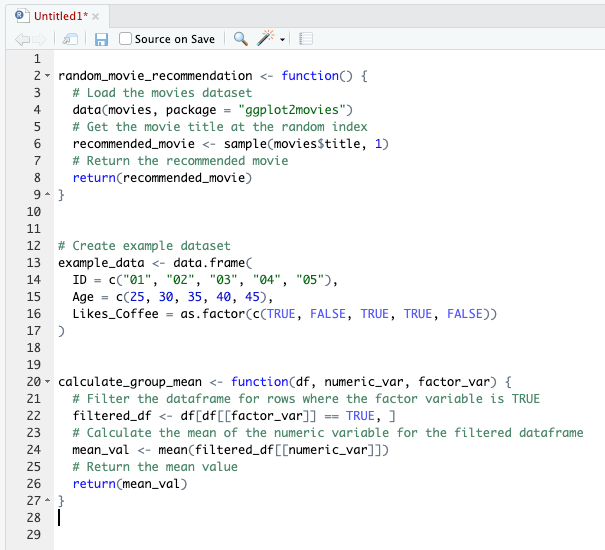 Untitled1*
Source on Save
1
2 random_movie_recommendation <- function() {
3   # Load the movies dataset
4   data(movies, package = "ggplot2movies")
5   # Get the movie title at the random index
6   recommended_movie <- sample(movies$title, 1)
7   # Return the recommended movie
8   return(recommended_movie)
9 }
10
11
12 # Create example dataset
13 example_data <- data.frame(
14   ID = c("01", "02", "03", "04", "05"),
15   Age = c(25, 30, 35, 40, 45),
16   Likes_Coffee = as.factor(c(TRUE, FALSE, TRUE, TRUE, FALSE))
17 )
18
19
20 calculate_group_mean <- function(df, numeric_var, factor_var) {
21   # Filter the dataframe for rows where the factor variable is TRUE
22   filtered_df <- df[df[[factor_var]] == TRUE, ]
23   # Calculate the mean of the numeric variable for the filtered dataframe
24   mean_val <- mean(filtered_df[[numeric_var]])
25   # Return the mean value
26   return(mean_val)
27 }
28
29